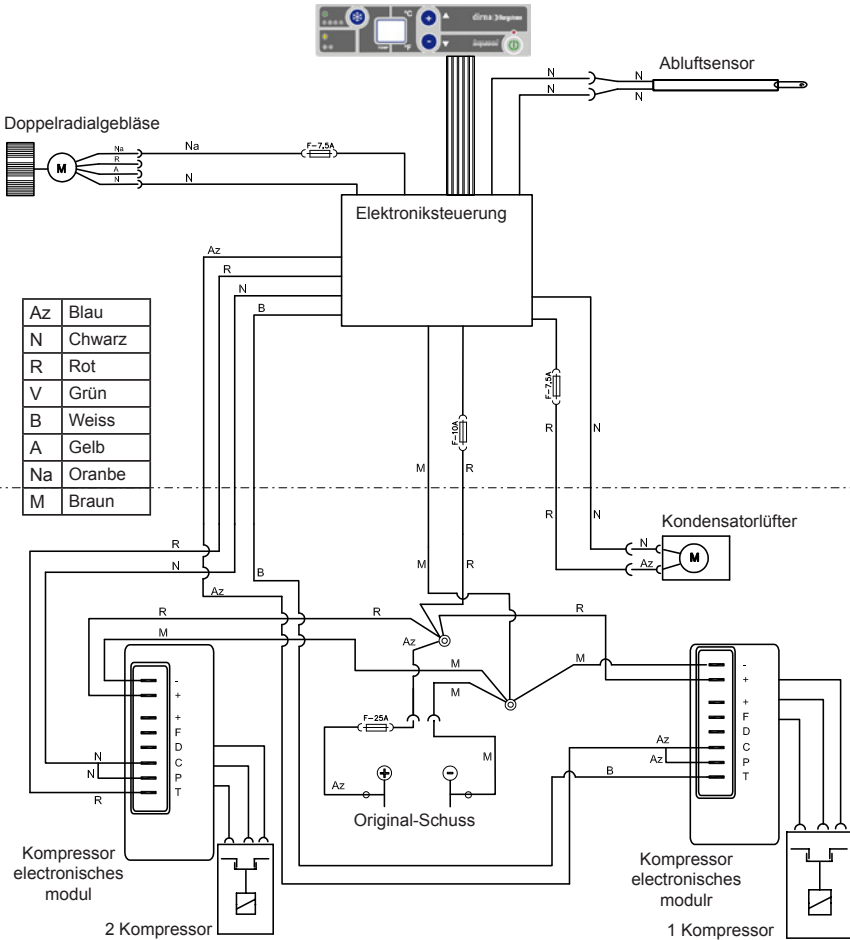 °C
dirna Bergstrom
°F
Abluftsensor
N
N
N
N
Doppelradialgebläse
M
Na
R
A
N
Na
N
F-7,5A
Elektroniksteuerung
Az
R
N
B
Az Blau
N Chwarz
R Rot
V Grün
B Weiss
A Gelb
Na Oranbe
M Braun
F-10A
F-7,5A
M
R
R
N
M
R
R
N
Kondensatorlüfter
N
Az
M
R
N
Az
B
R
M
R
Az
M
M
R
M
F-25A
Az
M
+
-
Original-Schuss
-
+
+
F
D
C
P
T
N
N
R
Kompressor
electronisches
modul
2 Kompressor
-
+
+
F
D
C
P
T
Az
Az
B
Kompressor
electronisches
modulr
1 Kompressor